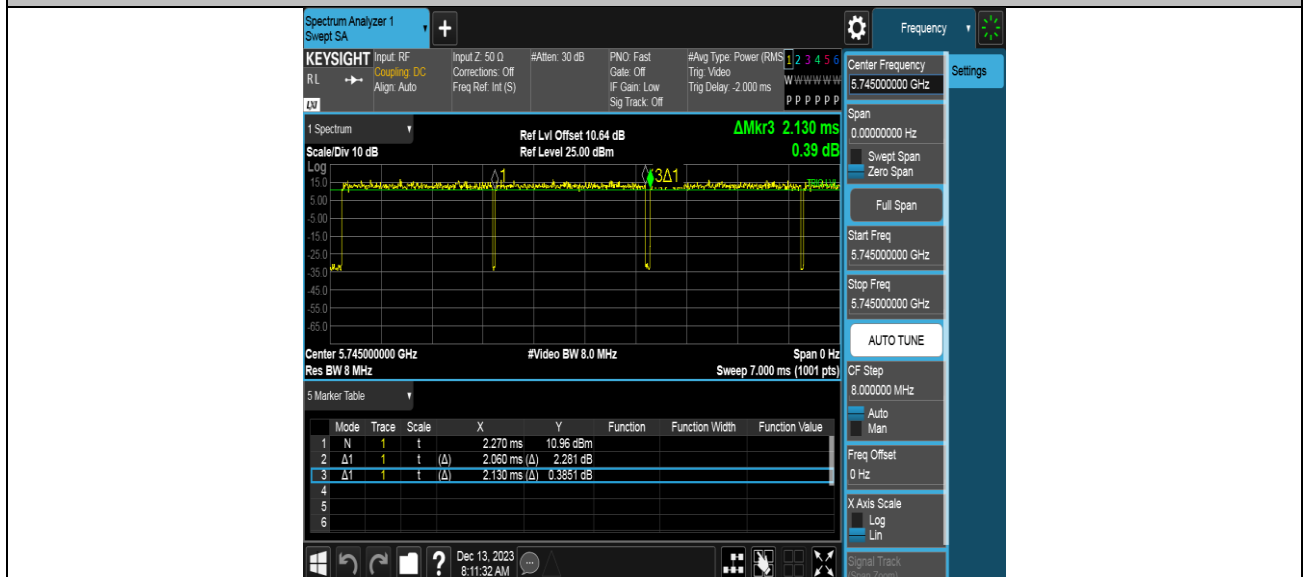 Spectrum Analyzer 1
Swept SA
+
Frequency
KEYSIGHT
Input: RF
Coupling: DC
Align: Auto
Input Z: 50 Ω
Corrections: Off
Freq Ref: Int (S)
#Atten: 30 dB
PNO: Fast
Gate: Off
IF Gain: Low
Sig Track: Off
#Avg Type: Power (RMS
Trig: Video
Trig Delay: -2.000 ms
1 2 3 4 5 6
W W W W W W
P P P P P P
R L
LXI
Center Frequency
5.745000000 GHz
Settings
Span
0.00000000 Hz
Swept Span
Zero Span
Full Span
Start Freq
5.745000000 GHz
Stop Freq
5.745000000 GHz
AUTO TUNE
CF Step
8.000000 MHz
Auto
Man
Freq Offset
0 Hz
X Axis Scale
Log
Lin
Signal Track
(Span Zoom)
1 Spectrum
Scale/Div 10 dB
Ref Lvl Offset 10.64 dB
Ref Level 25.00 dBm
ΔMkr3 2.130 ms
0.39 dB
Log
15.0
5.00
-5.00
-15.0
-25.0
-35.0
-45.0
-55.0
-65.0
1
3Δ1
Center 5.745000000 GHz
Res BW 8 MHz
#Video BW 8.0 MHz
Span 0 Hz
Sweep 7.000 ms (1001 pts)
5 Marker Table
Mode Trace Scale X Y Function Function Width Function Value
1 N 1 t 2.270 ms 10.96 dBm
2 Δ1 1 t (Δ) 2.060 ms (Δ) 2.281 dB
3 Δ1 1 t (Δ) 2.130 ms (Δ) 0.3851 dB
4
5
6
?
Dec 13, 2023
8:11:32 AM